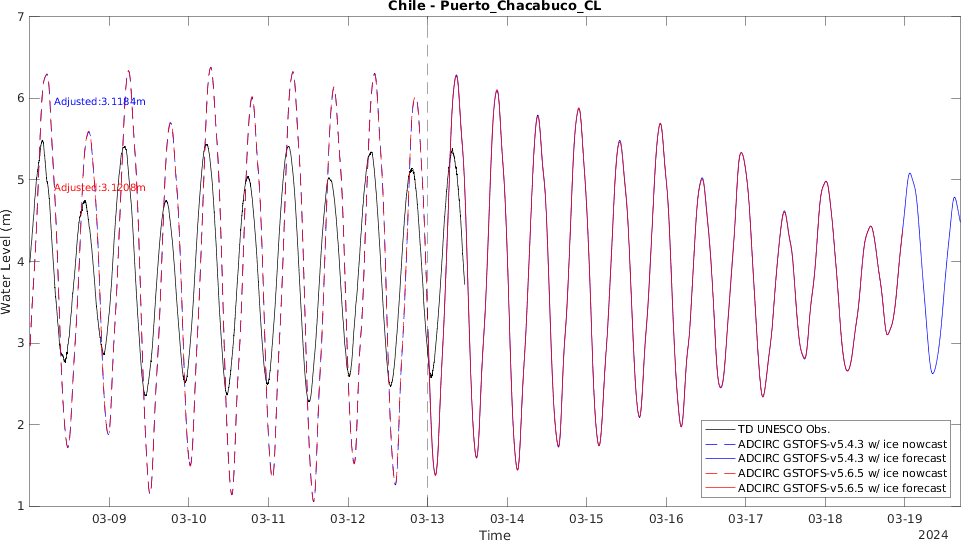 Chile - Puerto_Chacabuco_CL
7
6
5
4
3
2
1
Water Level (m)
Adjusted:3.1184m
Adjusted:3.1208m
TD UNESCO Obs.
ADCIRC GSTOFS-v5.4.3 w/ ice nowcast
ADCIRC GSTOFS-v5.4.3 w/ ice forecast
ADCIRC GSTOFS-v5.6.5 w/ ice nowcast
ADCIRC GSTOFS-v5.6.5 w/ ice forecast
03-09 03-10 03-11 03-12 03-13 03-14 03-15 03-16 03-17 03-18 03-19
Time
2024